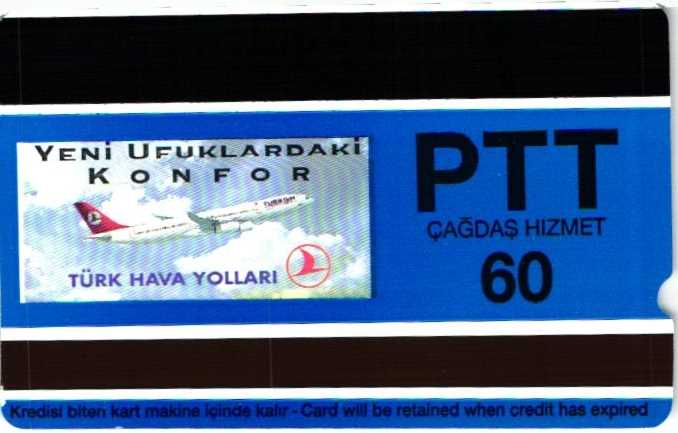 YENİ UFUKLARDAKİ
KONFOR
TURKISH
TÜRK HAVA YOLLARI
PTT
ÇAĞDAŞ HIZMET
60
Kredisi biten kart makine içinde kalır - Card will be retained when credit has expired